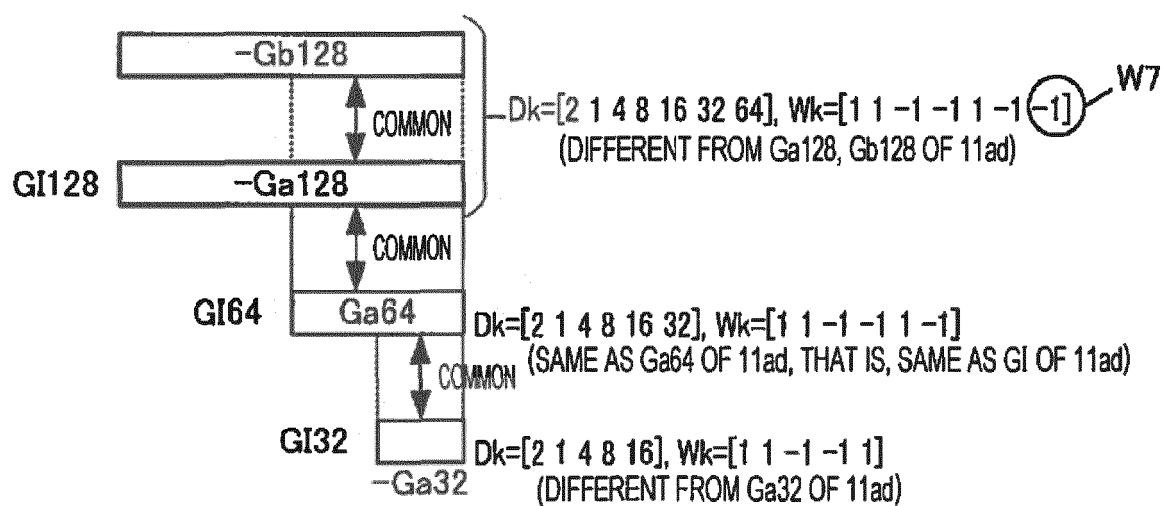 −Gb128
W7
Dk=[2 1 4 8 16 32 64], Wk=[1 1 −1 −1 1 −1 −1]
COMMON
(DIFFERENT FROM Ga128, Gb128 OF 11ad)
GI128
−Ga128
COMMON
GI64
Ga64
Dk=[2 1 4 8 16 32], Wk=[1 1 −1 −1 1 −1]
(SAME AS Ga64 OF 11ad, THAT IS, SAME AS GI OF 11ad)
COMMON
GI32
Dk=[2 1 4 8 16], Wk=[1 1 −1 −1 1]
−Ga32
(DIFFERENT FROM Ga32 OF 11ad)